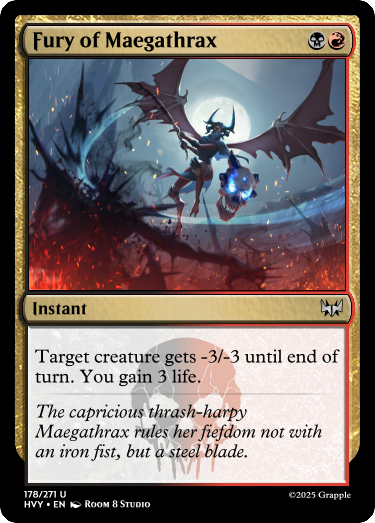 Fury of Maegathrax
Instant
Target creature gets -3/-3 until end of
turn. You gain 3 life.
The capricious thrash-harpy
Maegathrax rules her fiefdom not with
an iron fist, but a steel blade.
178/271 U
HVY • EN Room 8 Studio
©2025 Grapple